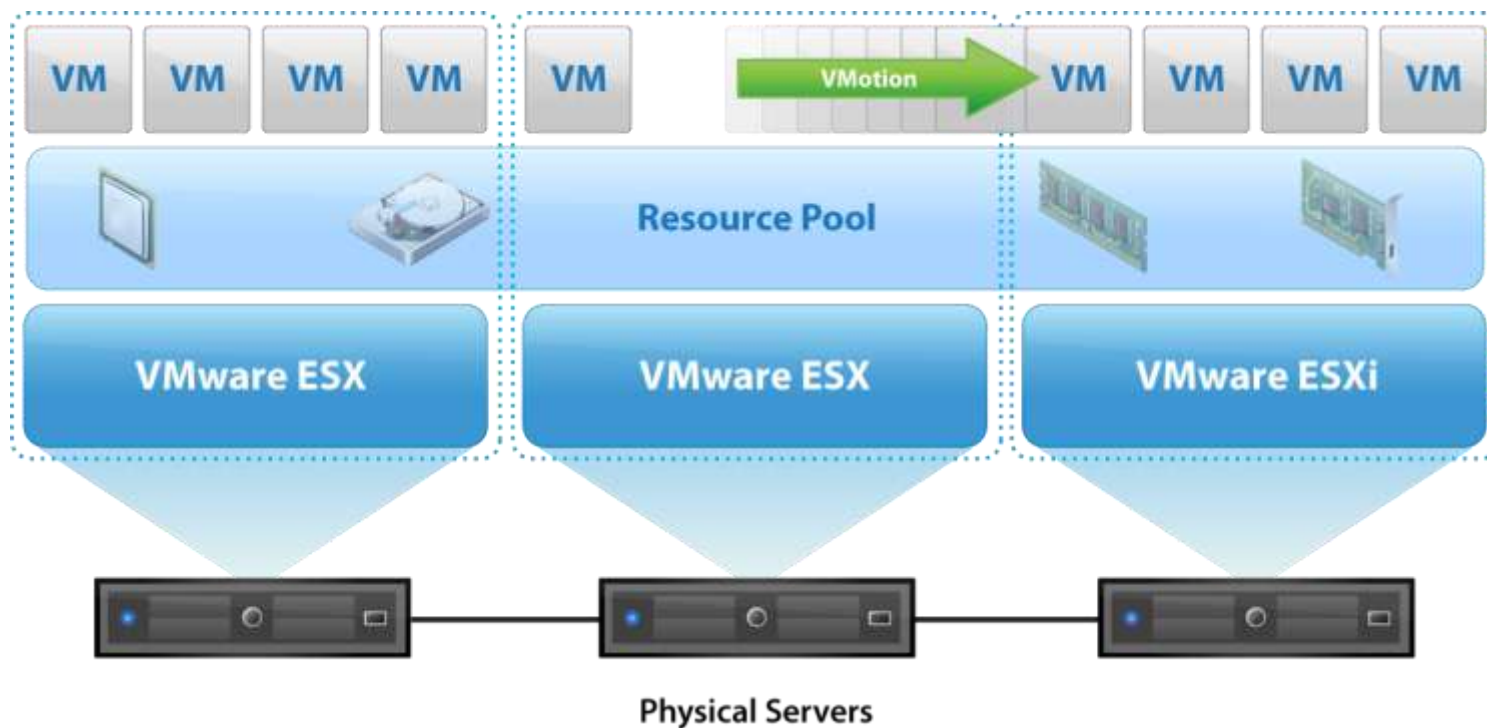 VM VM VM VM VM VMotion VM VM VM VM
Resource Pool
VMware ESX VMware ESX VMware ESXi
Physical Servers